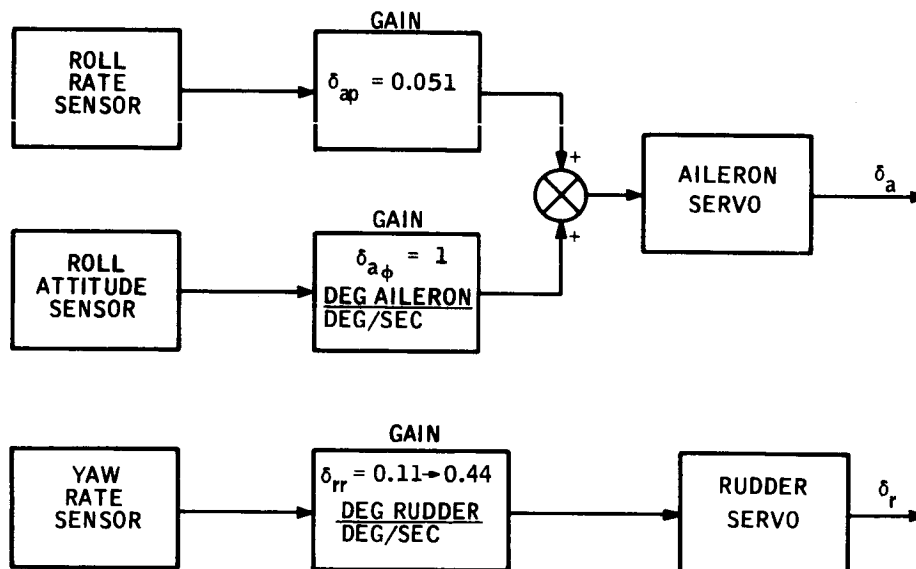 GAIN
ROLL
RATE
SENSOR
δap = 0.051
+
AILERON
SERVO
δa
GAIN
+
ROLL
ATTITUDE
SENSOR
δaϕ = 1
DEG AILERON
DEG/SEC
GAIN
YAW
RATE
SENSOR
δrr = 0.11→0.44
DEG RUDDER
DEG/SEC
RUDDER
SERVO
δr